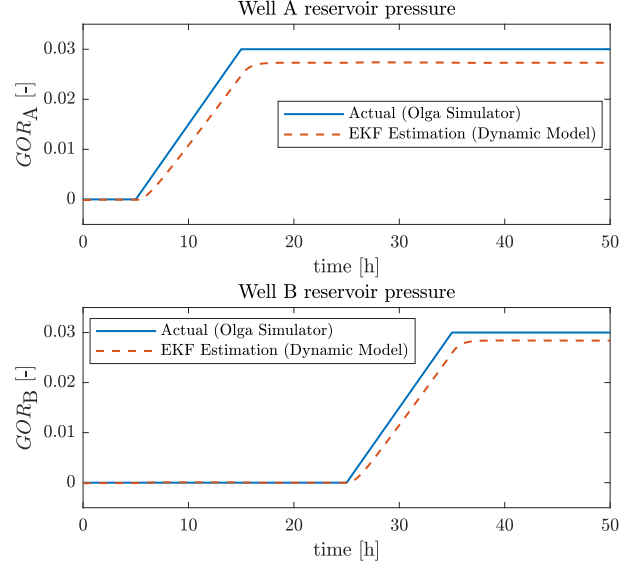 Well A reservoir pressure
0.03
0.02
0.01
0
GOR_A [-]
Actual (Olga Simulator)
EKF Estimation (Dynamic Model)
0 10 20 30 40 50
time [h]
Well B reservoir pressure
Actual (Olga Simulator)
EKF Estimation (Dynamic Model)
0.03
0.02
0.01
0
GOR_B [-]
0 10 20 30 40 50
time [h]